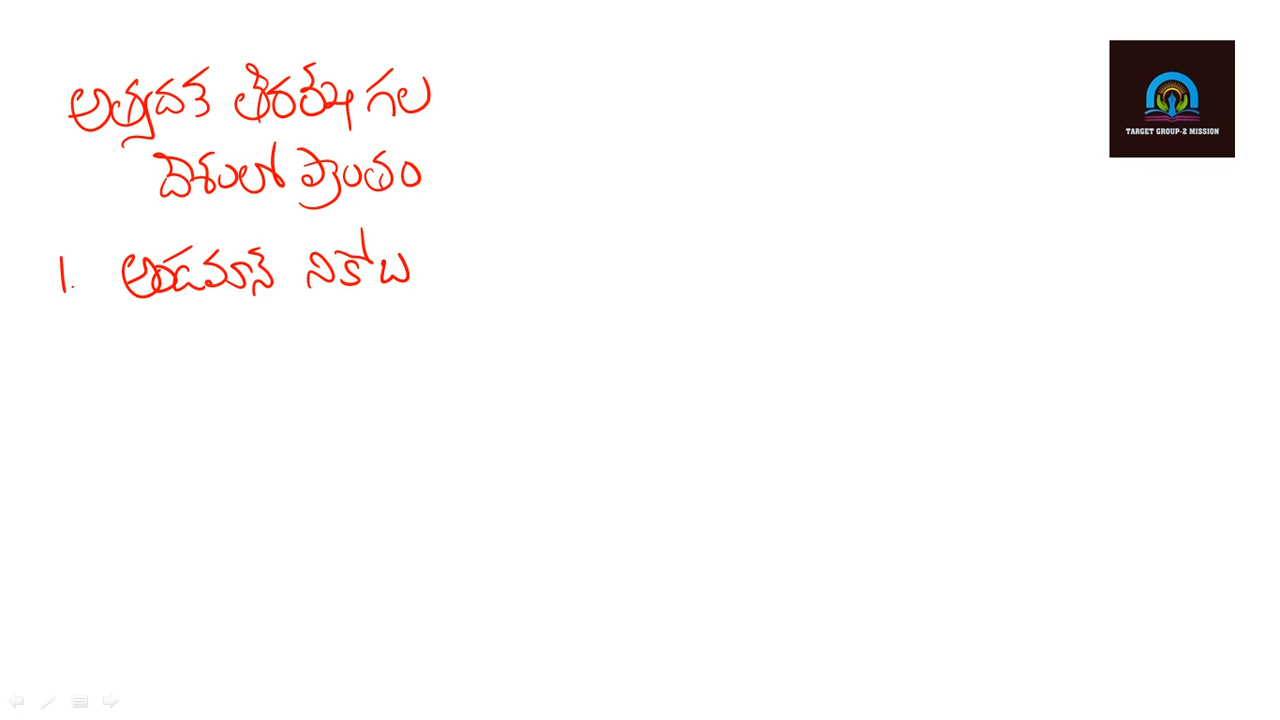 అత్యధిక తీరరేఖ గల
దేశంలో ప్రాంతం
1. అండమాన్ నికోబ
TARGET GROUP-2 MISSION